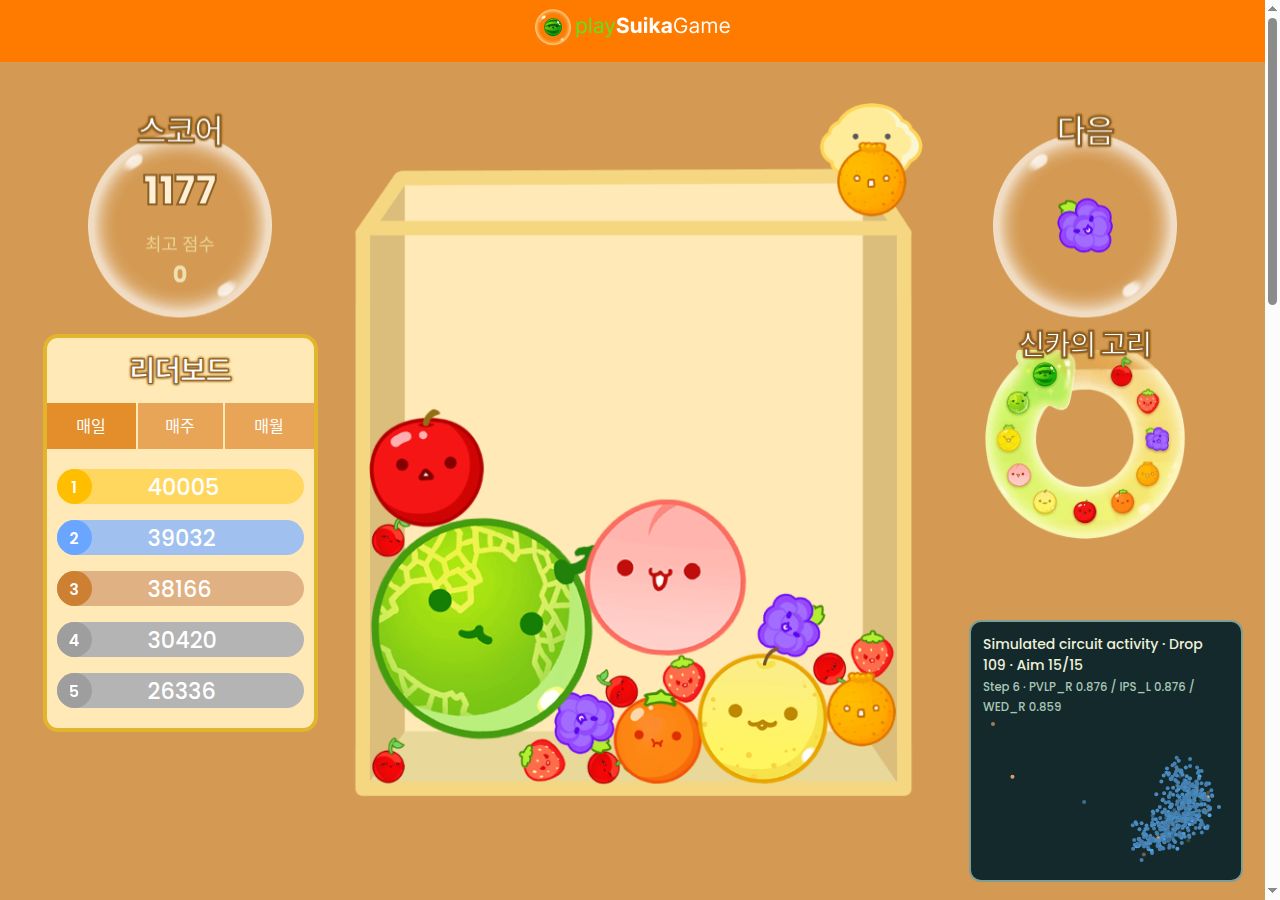 playSuikaGame
스코어
1177
최고 점수
0
다음
리더보드
매일 매주 매월
1 40005
2 39032
3 38166
4 30420
5 26336
신카의 고리
Simulated circuit activity · Drop
109 · Aim 15/15
Step 6 · PVLP_R 0.876 / IPS_L 0.876 /
WED_R 0.859